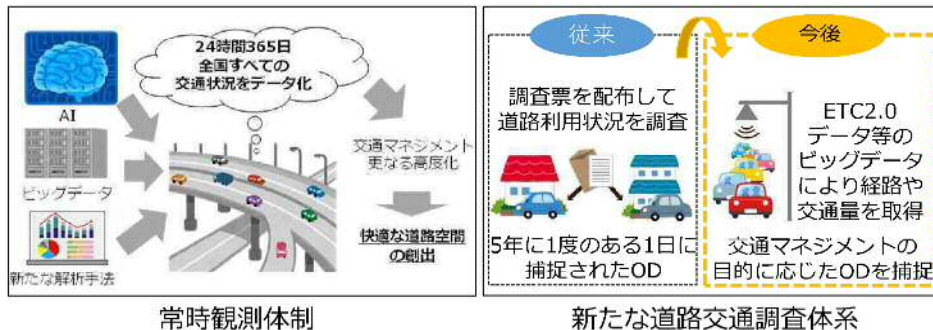 AI
ビッグデータ
新たな解析手法
24時間365日
全国すべての
交通状況をデータ化
交通マネジメント
更なる高度化
快適な道路空間
の創出
常時観測体制
従来
調査票を配布して
道路利用状況を調査
5年に1度のある1日に
捕捉されたOD
今後
ETC2.0
データ等の
ビッグデータ
により経路や
交通量を取得
交通マネジメントの
目的に応じたODを捕捉
新たな道路交通調査体系